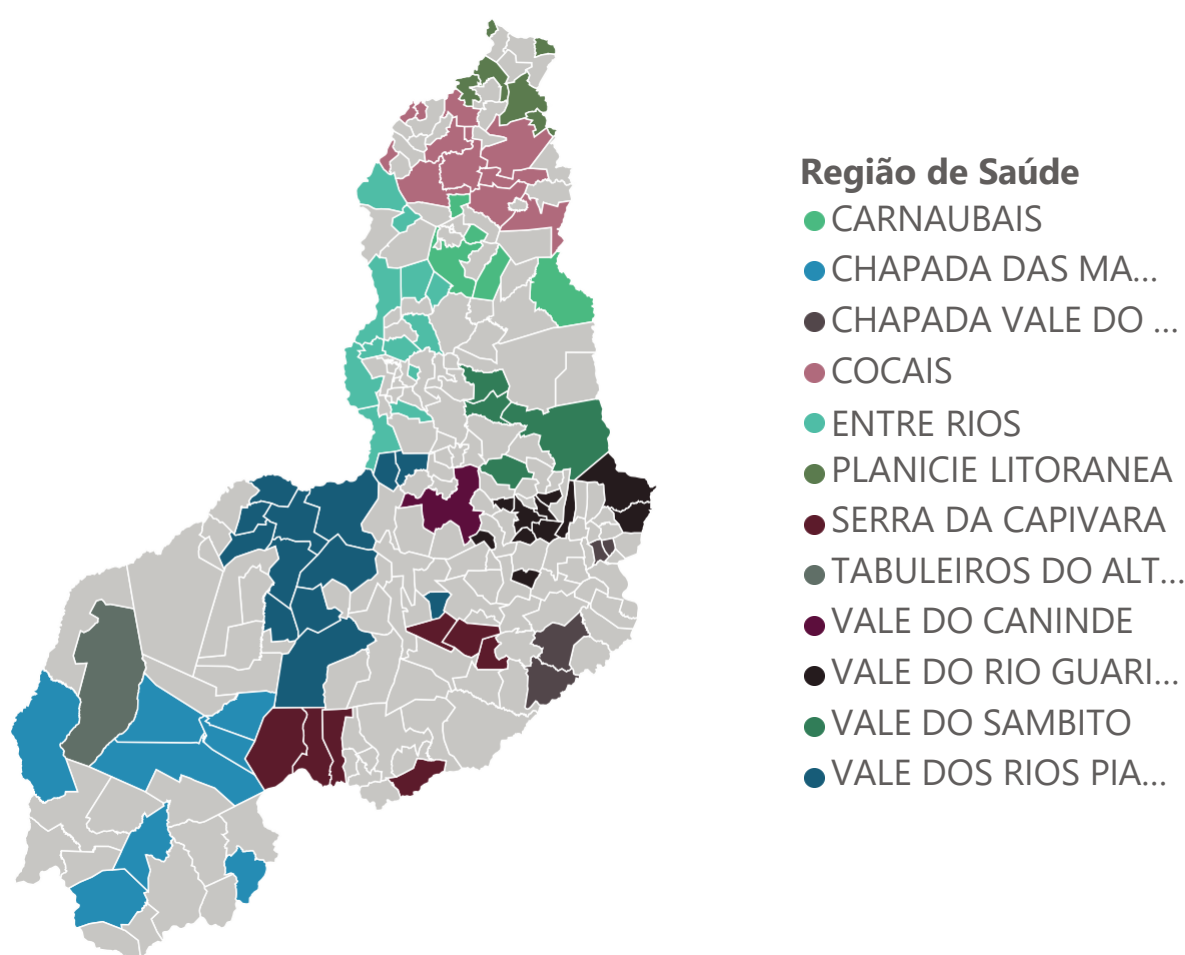 Região de Saúde
CARNAUBAIS
CHAPADA DAS MA...
CHAPADA VALE DO ...
COCAIS
ENTRE RIOS
PLANICIE LITORANEA
SERRA DA CAPIVARA
TABULEIROS DO ALT...
VALE DO CANINDE
VALE DO RIO GUARI...
VALE DO SAMBITO
VALE DOS RIOS PIA...